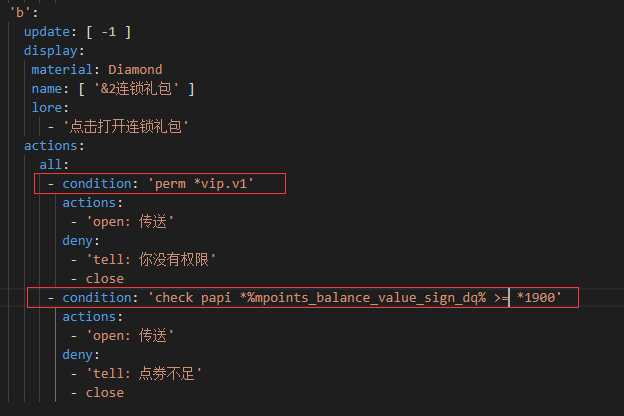 'b':
update: [ -1 ]
display:
material: Diamond
name: [ '&2连锁礼包' ]
lore:
- '点击打开连锁礼包'
actions:
all:
- condition: 'perm *vip.v1'
actions:
- 'open: 传送'
deny:
- 'tell: 你没有权限'
- close
- condition: 'check papi *%mpoints_balance_value_sign_dq% >= *1900'
actions:
- 'open: 传送'
deny:
- 'tell: 点券不足'
- close